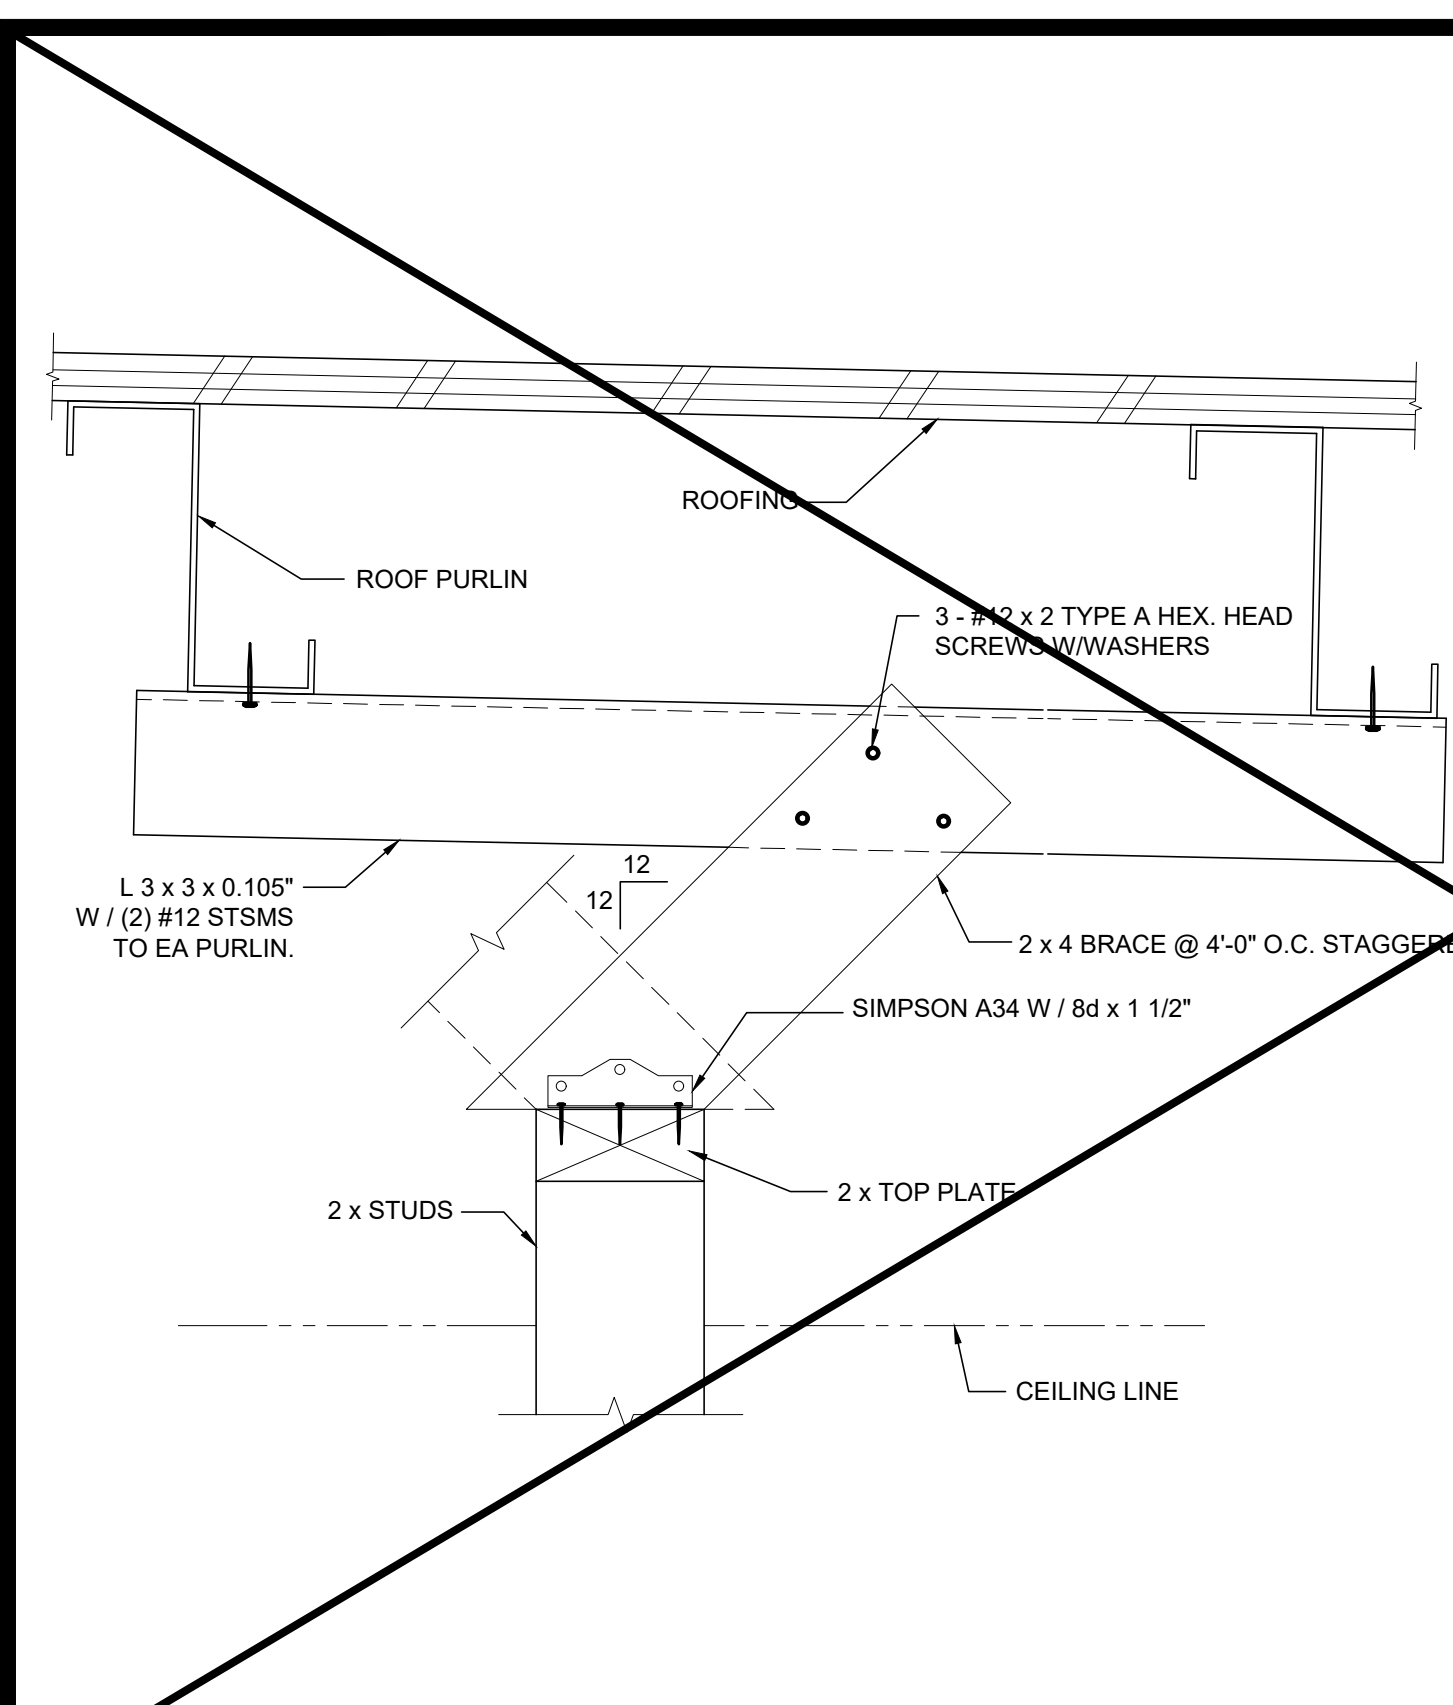 ROOFING
ROOF PURLIN
3 - #12 x 2 TYPE A HEX. HEAD
SCREWS W/WASHERS
12
12
L 3 x 3 x 0.105"
W / (2) #12 STSMS
TO EA PURLIN.
2 x 4 BRACE @ 4'-0" O.C.
SIMPSON A34 W / 8d x 1 1/2"
2 x TOP PLATE
2 x STUDS
CEILING LINE